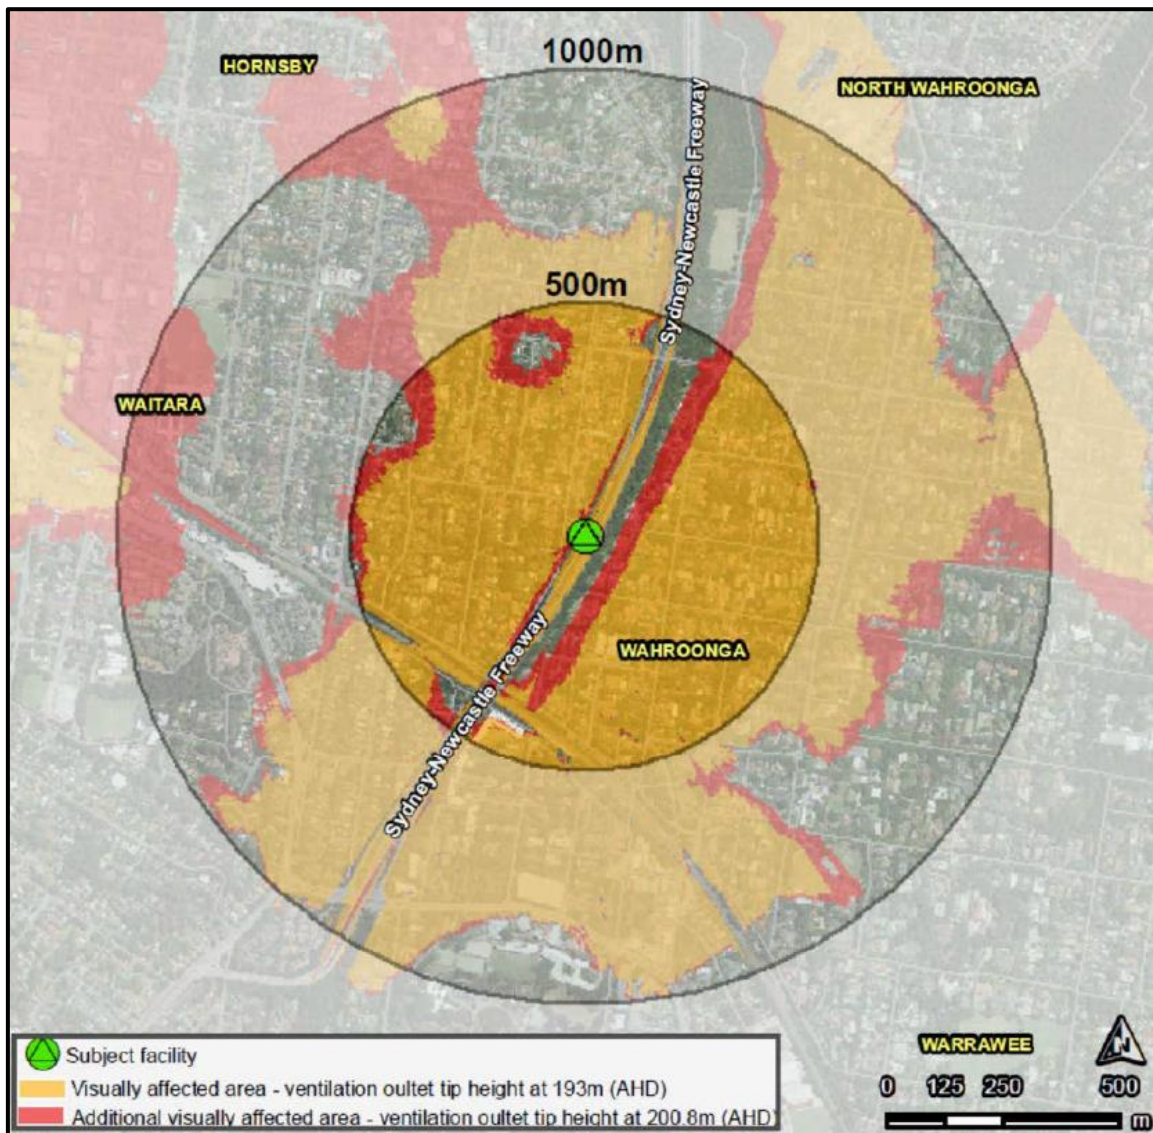 1000m
HORNSBY
NORTH WAHROONGA
Sydney-Newcastle Freeway
500m
WAITARA
WAHROONGA
Sydney-Newcastle Freeway
WARRAWEE
N
0 125 250 500
m
Subject facility
Visually affected area - ventilation oultet tip height at 193m (AHD)
Additional visually affected area - ventilation oultet tip height at 200.8m (AHD)